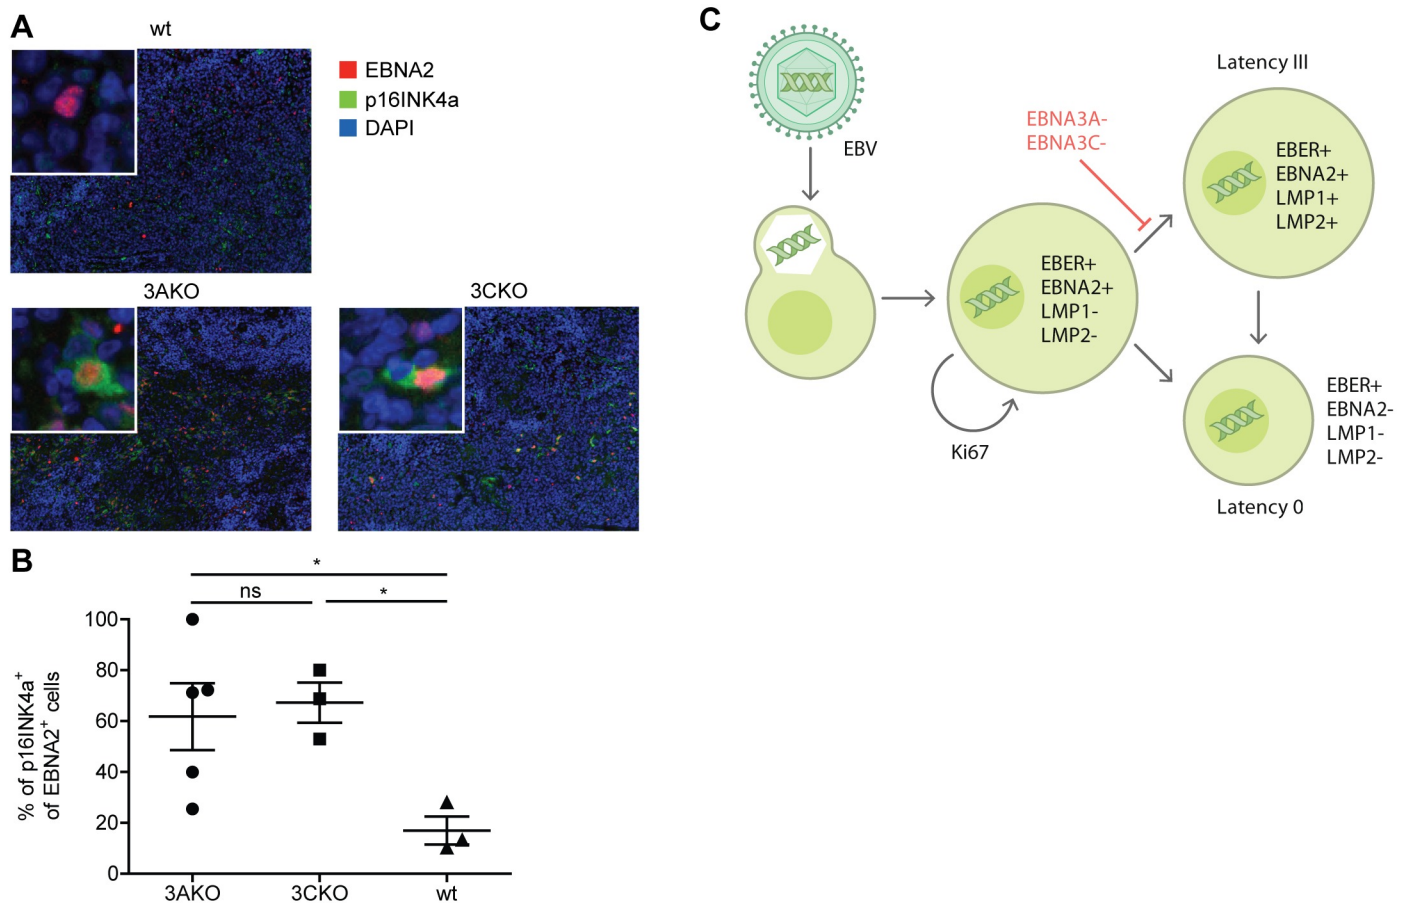 A
wt
EBNA2
p16INK4a
DAPI
3AKO
3CKO
B
*
ns
*
% of p16INK4a+
of EBNA2+ cells
100
80
60
40
20
0
3AKO
3CKO
wt
C
EBV
EBNA3A-
EBNA3C-
Latency III
EBER+
EBNA2+
LMP1+
LMP2+
EBER+
EBNA2+
LMP1-
LMP2-
Ki67
EBER+
EBNA2-
LMP1-
LMP2-
Latency 0